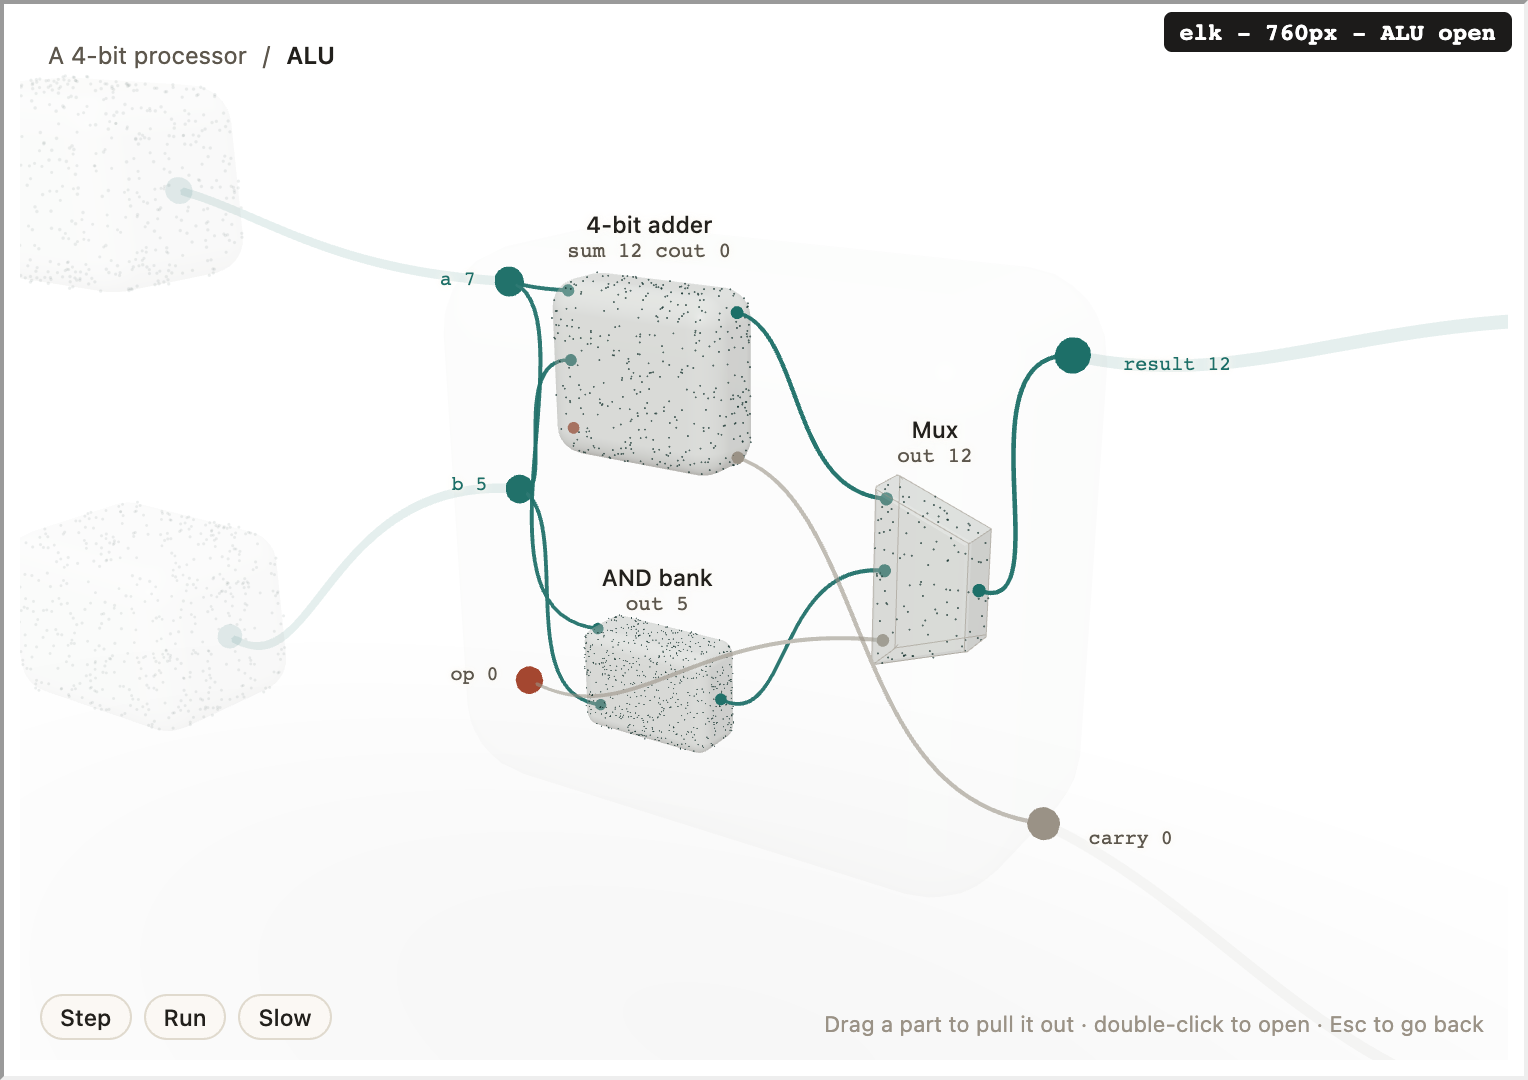 elk – 760px – ALU open
A 4-bit processor / ALU
4-bit adder
sum 12 cout 0
a 7
result 12
Mux
out 12
b 5
AND bank
out 5
op 0
carry 0
Step
Run
Slow
Drag a part to pull it out · double-click to open · Esc to go back